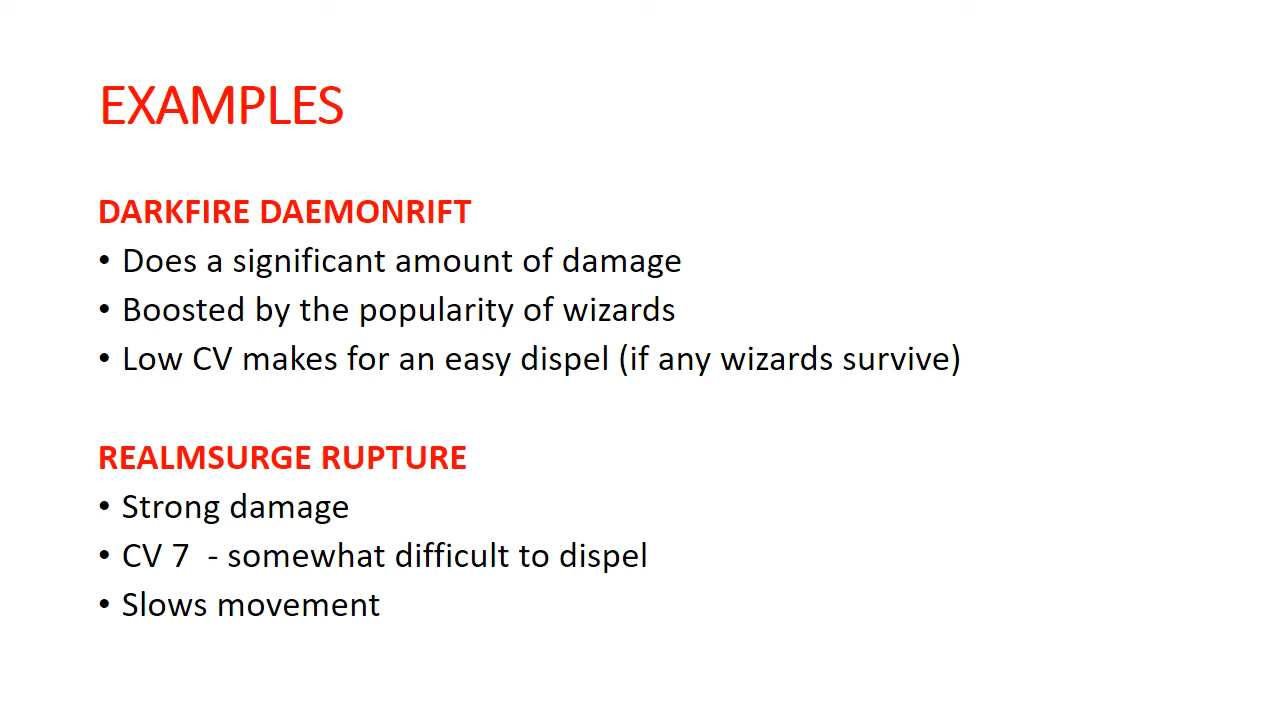 EXAMPLES
DARKFIRE DAEMONRIFT
• Does a significant amount of damage
• Boosted by the popularity of wizards
• Low CV makes for an easy dispel (if any wizards survive)
REALMSURGE RUPTURE
• Strong damage
• CV 7  - somewhat difficult to dispel
• Slows movement